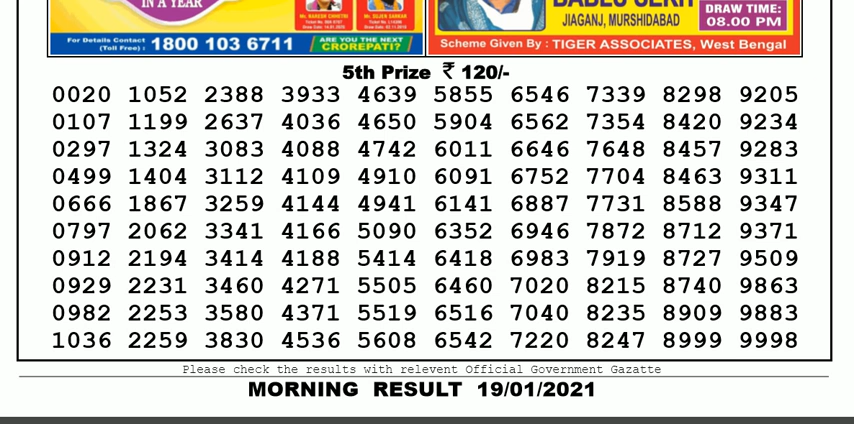 IN A YEAR
For Details Contact
(Toll Free) : 1800 103 6711
ARE YOU THE NEXT
CROREPATI?
JIAGANJ, MURSHIDABAD
DRAW TIME:
08.00 PM
Scheme Given By : TIGER ASSOCIATES, West Bengal
5th Prize ₹ 120/-
0020 1052 2388 3933 4639 5855 6546 7339 8298 9205
0107 1199 2637 4036 4650 5904 6562 7354 8420 9234
0297 1324 3083 4088 4742 6011 6646 7648 8457 9283
0499 1404 3112 4109 4910 6091 6752 7704 8463 9311
0666 1867 3259 4144 4941 6141 6887 7731 8588 9347
0797 2062 3341 4166 5090 6352 6946 7872 8712 9371
0912 2194 3414 4188 5414 6418 6983 7919 8727 9509
0929 2231 3460 4271 5505 6460 7020 8215 8740 9863
0982 2253 3580 4371 5519 6516 7040 8235 8909 9883
1036 2259 3830 4536 5608 6542 7220 8247 8999 9998
Please check the results with relevent Official Government Gazatte
MORNING RESULT 19/01/2021